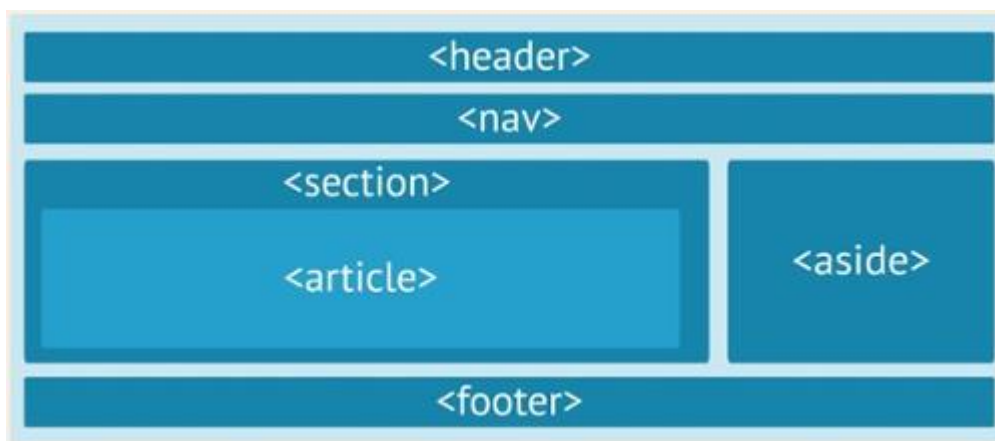 <header>
<nav>
<section>
<article>
<aside>
<footer>